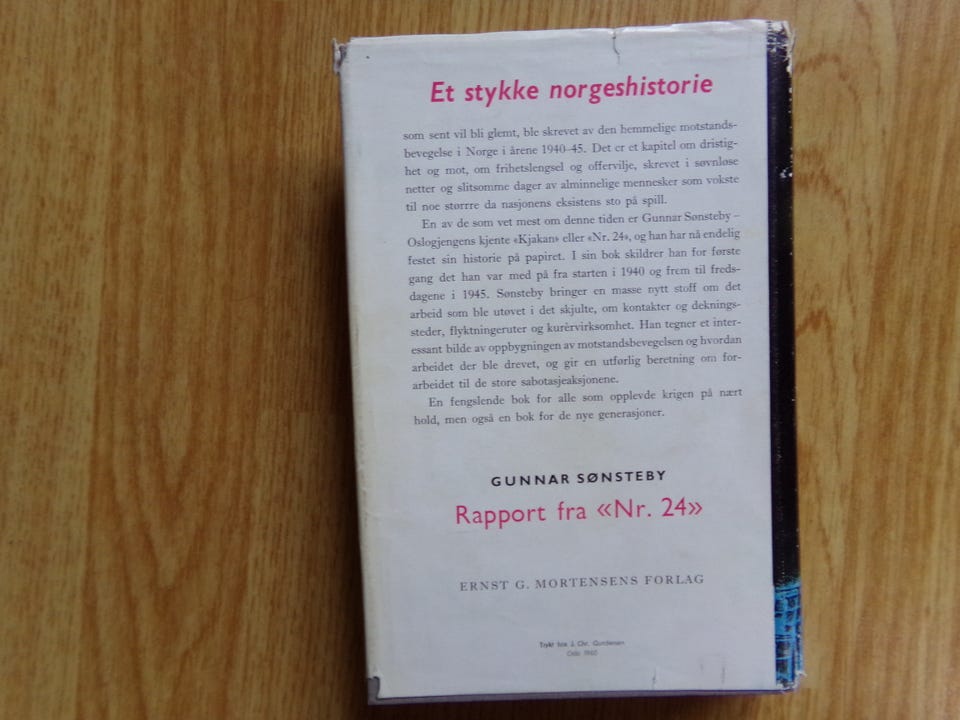 Et stykke norgeshistorie
som sent vil bli glemt, ble skrevet av den hemmelige motstands-
bevegelse i Norge i årene 1940–45. Det er et kapitel om dristig-
het og mot, om frihetslengsel og offervilje, skrevet i søvnløse
netter og slitsomme dager av alminnelige mennesker som vokste
til noe størrre da nasjonens eksistens sto på spill.
En av de som vet mest om denne tiden er Gunnar Sønsteby –
Oslogjengens kjente «Kjakan» eller «Nr. 24», og han har nå endelig
festet sin historie på papiret. I sin bok skildrer han for første
gang det han var med på fra starten i 1940 og frem til freds-
dagene i 1945. Sønsteby bringer en masse nytt stoff om det
arbeid som ble utøvet i det skjulte, om kontakter og deknings-
steder, flyktningeruter og kurèrvirksomhet. Han tegner et inter-
essant bilde av oppbygningen av motstandsbevegelsen og hvordan
arbeidet der ble drevet, og gir en utførlig beretning om for-
arbeidet til de store sabotasjeaksjonene.
En fengslende bok for alle som opplevde krigen på nært
hold, men også en bok for de nye generasjoner.
GUNNAR SØNSTEBY
Rapport fra «Nr. 24»
ERNST G. MORTENSENS FORLAG
Trykt hos J. Chr. Gundersen
Oslo 1960